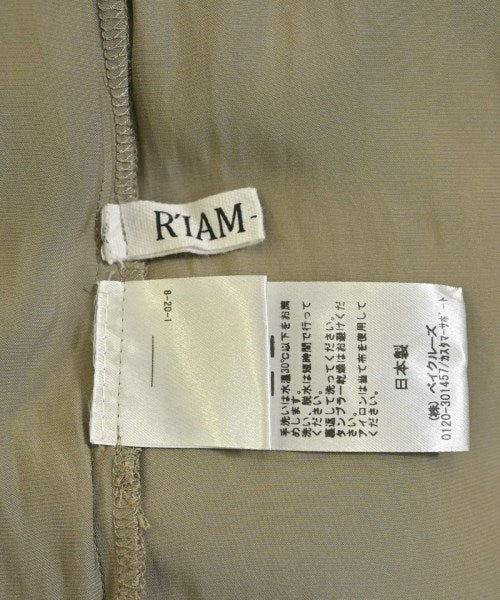 R'IAM-
8-20-1
手洗いは水温30℃以下をお薦
めします。
洗い、脱水は短時間で行って
ください。
裏返して洗ってください。
タンブラー乾燥はお避けくだ
さい。
アイロンは当て布を使用して
ください。
日本製
(株)ベイクルーズ
0120-301457/カスタマーサポート